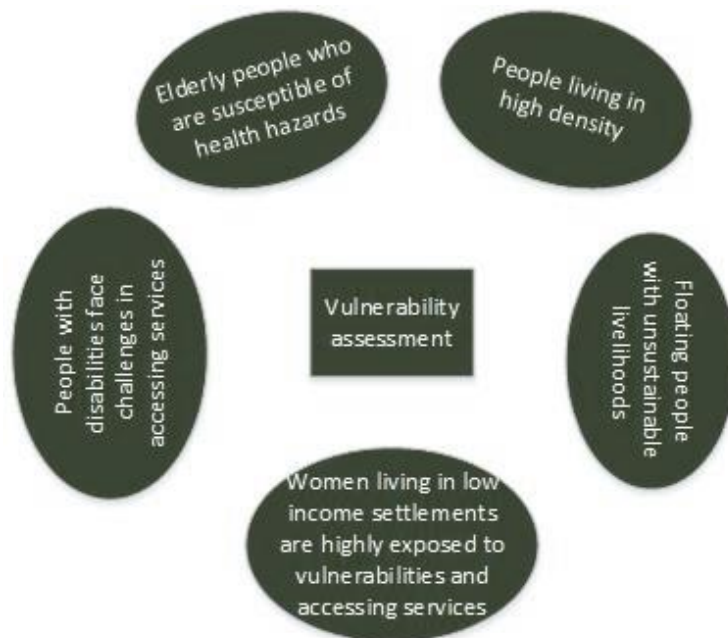 Elderly people who
are susceptible of
health hazards
People living in
high density
People with
disabilities face
challenges in
accessing services
Vulnerability
assessment
Floating people
with unsustainable
livelihoods
Women living in low
income settlements
are highly exposed to
vulnerabilities and
accessing services